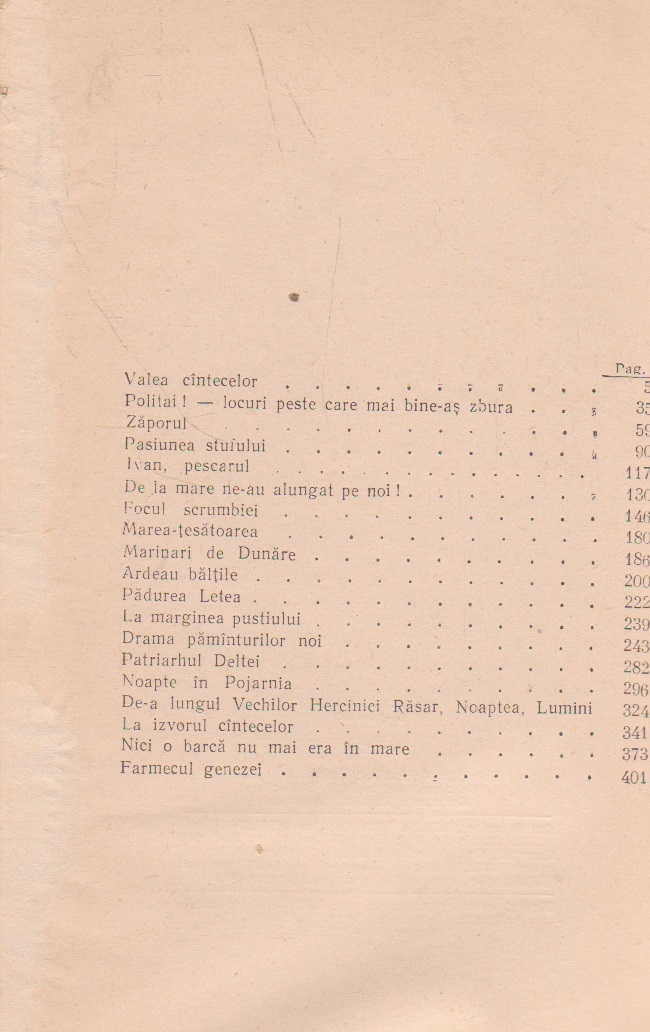 Pag.
Valea cîntecelor . . . . . . . . . . . 5
Politai! — locuri peste care mai bine-aș zbura . . . 35
Zăporul . . . . . . . . . . . . 59
Pasiunea stufului . . . . . . . . . . . 90
Ivan, pescarul . . . . . . . . . . . 117
De la mare ne-au alungat pe noi! . . . . . . . 130
Focul scrumbiei . . . . . . . . . . . 146
Marea-țesătoarea . . . . . . . . . . . 180
Marinari de Dunăre . . . . . . . . . . 186
Ardeau bălțile . . . . . . . . . . . . 200
Pădurea Letea . . . . . . . . . . . . 222
La marginea pustiului . . . . . . . . . . 239
Drama pămînturilor noi . . . . . . . . . 243
Patriarhul Deltei . . . . . . . . . . . 282
Noapte în Pojarnia . . . . . . . . . . 296
De-a lungul Vechilor Hercinici Răsar, Noaptea, Lumini 324
La izvorul cîntecelor . . . . . . . . . . 341
Nici o barcă nu mai era în mare . . . . . . 373
Farmecul genezei . . . . . . . . . . . 401